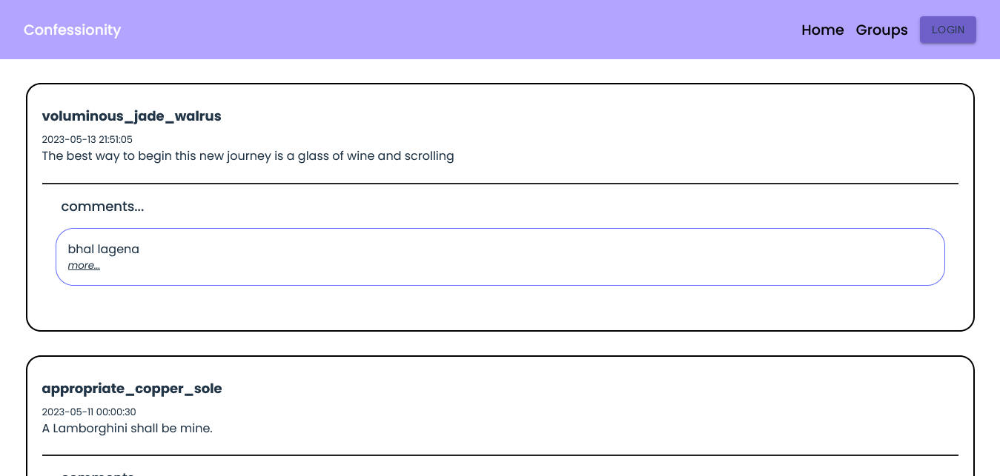 Confessionity
Home Groups LOGIN
voluminous_jade_walrus
2023-05-13 21:51:05
The best way to begin this new journey is a glass of wine and scrolling
comments...
bhal lagena
more...
appropriate_copper_sole
2023-05-11 00:00:30
A Lamborghini shall be mine.